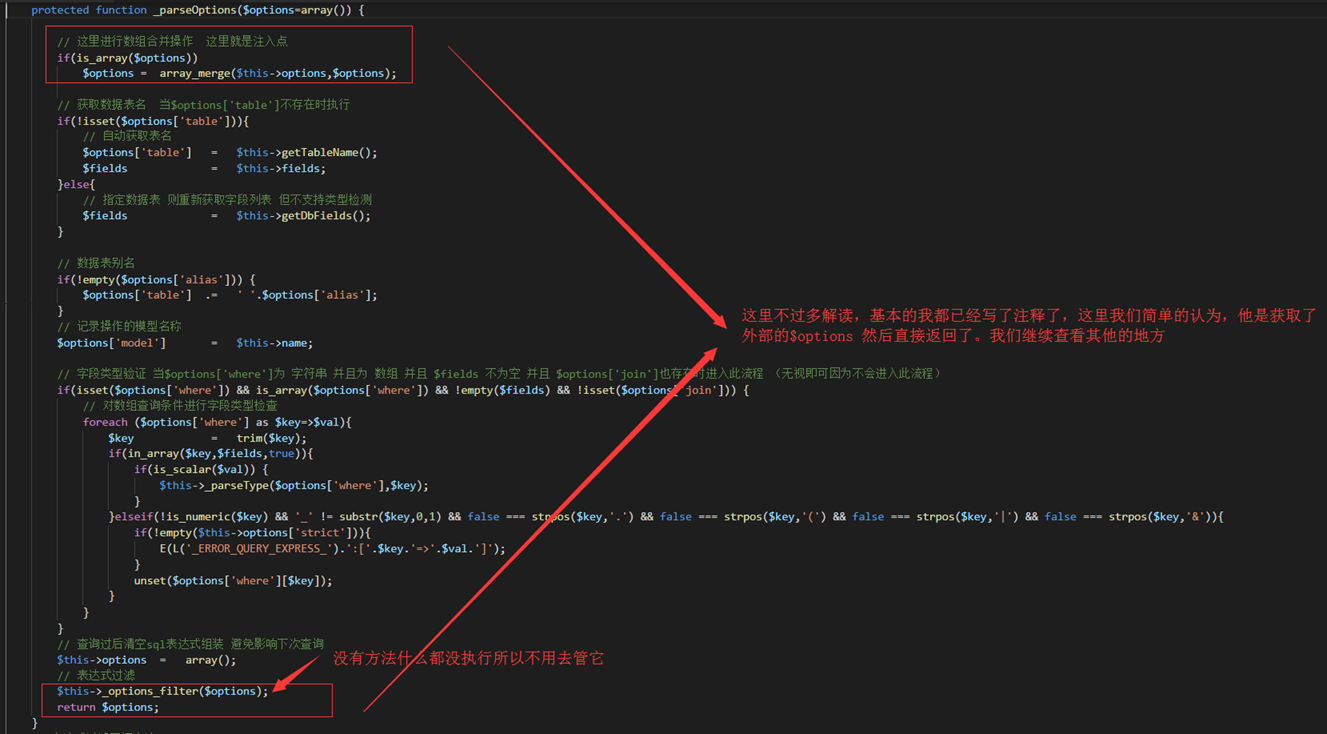 protected function _parseOptions($options=array()) {
// 这里进行数组合并操作  这里就是注入点
if(is_array($options))
$options =  array_merge($this->options,$options);
// 获取数据表名  当$options['table']不存在时执行
if(!isset($options['table'])){
// 自动获取表名
$options['table']   =   $this->getTableName();
$fields             =   $this->fields;
}else{
// 指定数据表 则重新获取字段列表 但不支持类型检测
$fields             =   $this->getDbFields();
}
// 数据表别名
if(!empty($options['alias'])) {
$options['table']  .=   ' '.$options['alias'];
}
// 记录操作的模型名称
$options['model']       =   $this->name;
这里不过多解读，基本的我都已经写了注释了，这里我们简单的认为，他是获取了
外部的$options 然后直接返回了。我们继续查看其他的地方
// 字段类型验证 当$options['where']为 字符串 并且为 数组 并且 $fields 不为空 并且 $options['join']也存在时进入此流程 （无视即可因为不会进入此流程）
if(isset($options['where']) && is_array($options['where']) && !empty($fields) && !isset($options['join'])) {
// 对数组查询条件进行字段类型检查
foreach ($options['where'] as $key=>$val){
$key            =   trim($key);
if(in_array($key,$fields,true)){
if(is_scalar($val)) {
$this->_parseType($options['where'],$key);
}
}elseif(!is_numeric($key) && '_' != substr($key,0,1) && false === strpos($key,'.') && false === strpos($key,'(') && false === strpos($key,'|') && false === strpos($key,'&')){
if(!empty($this->options['strict'])){
E(L('_ERROR_QUERY_EXPRESS_').':['.$key.'=>'.$val.']');
}
unset($options['where'][$key]);
}
}
}
// 查询过后清空sql表达式组装 避免影响下次查询
$this->options  =   array();
没有方法什么都没执行所以不用去管它
// 表达式过滤
$this->_options_filter($options);
return $options;
}